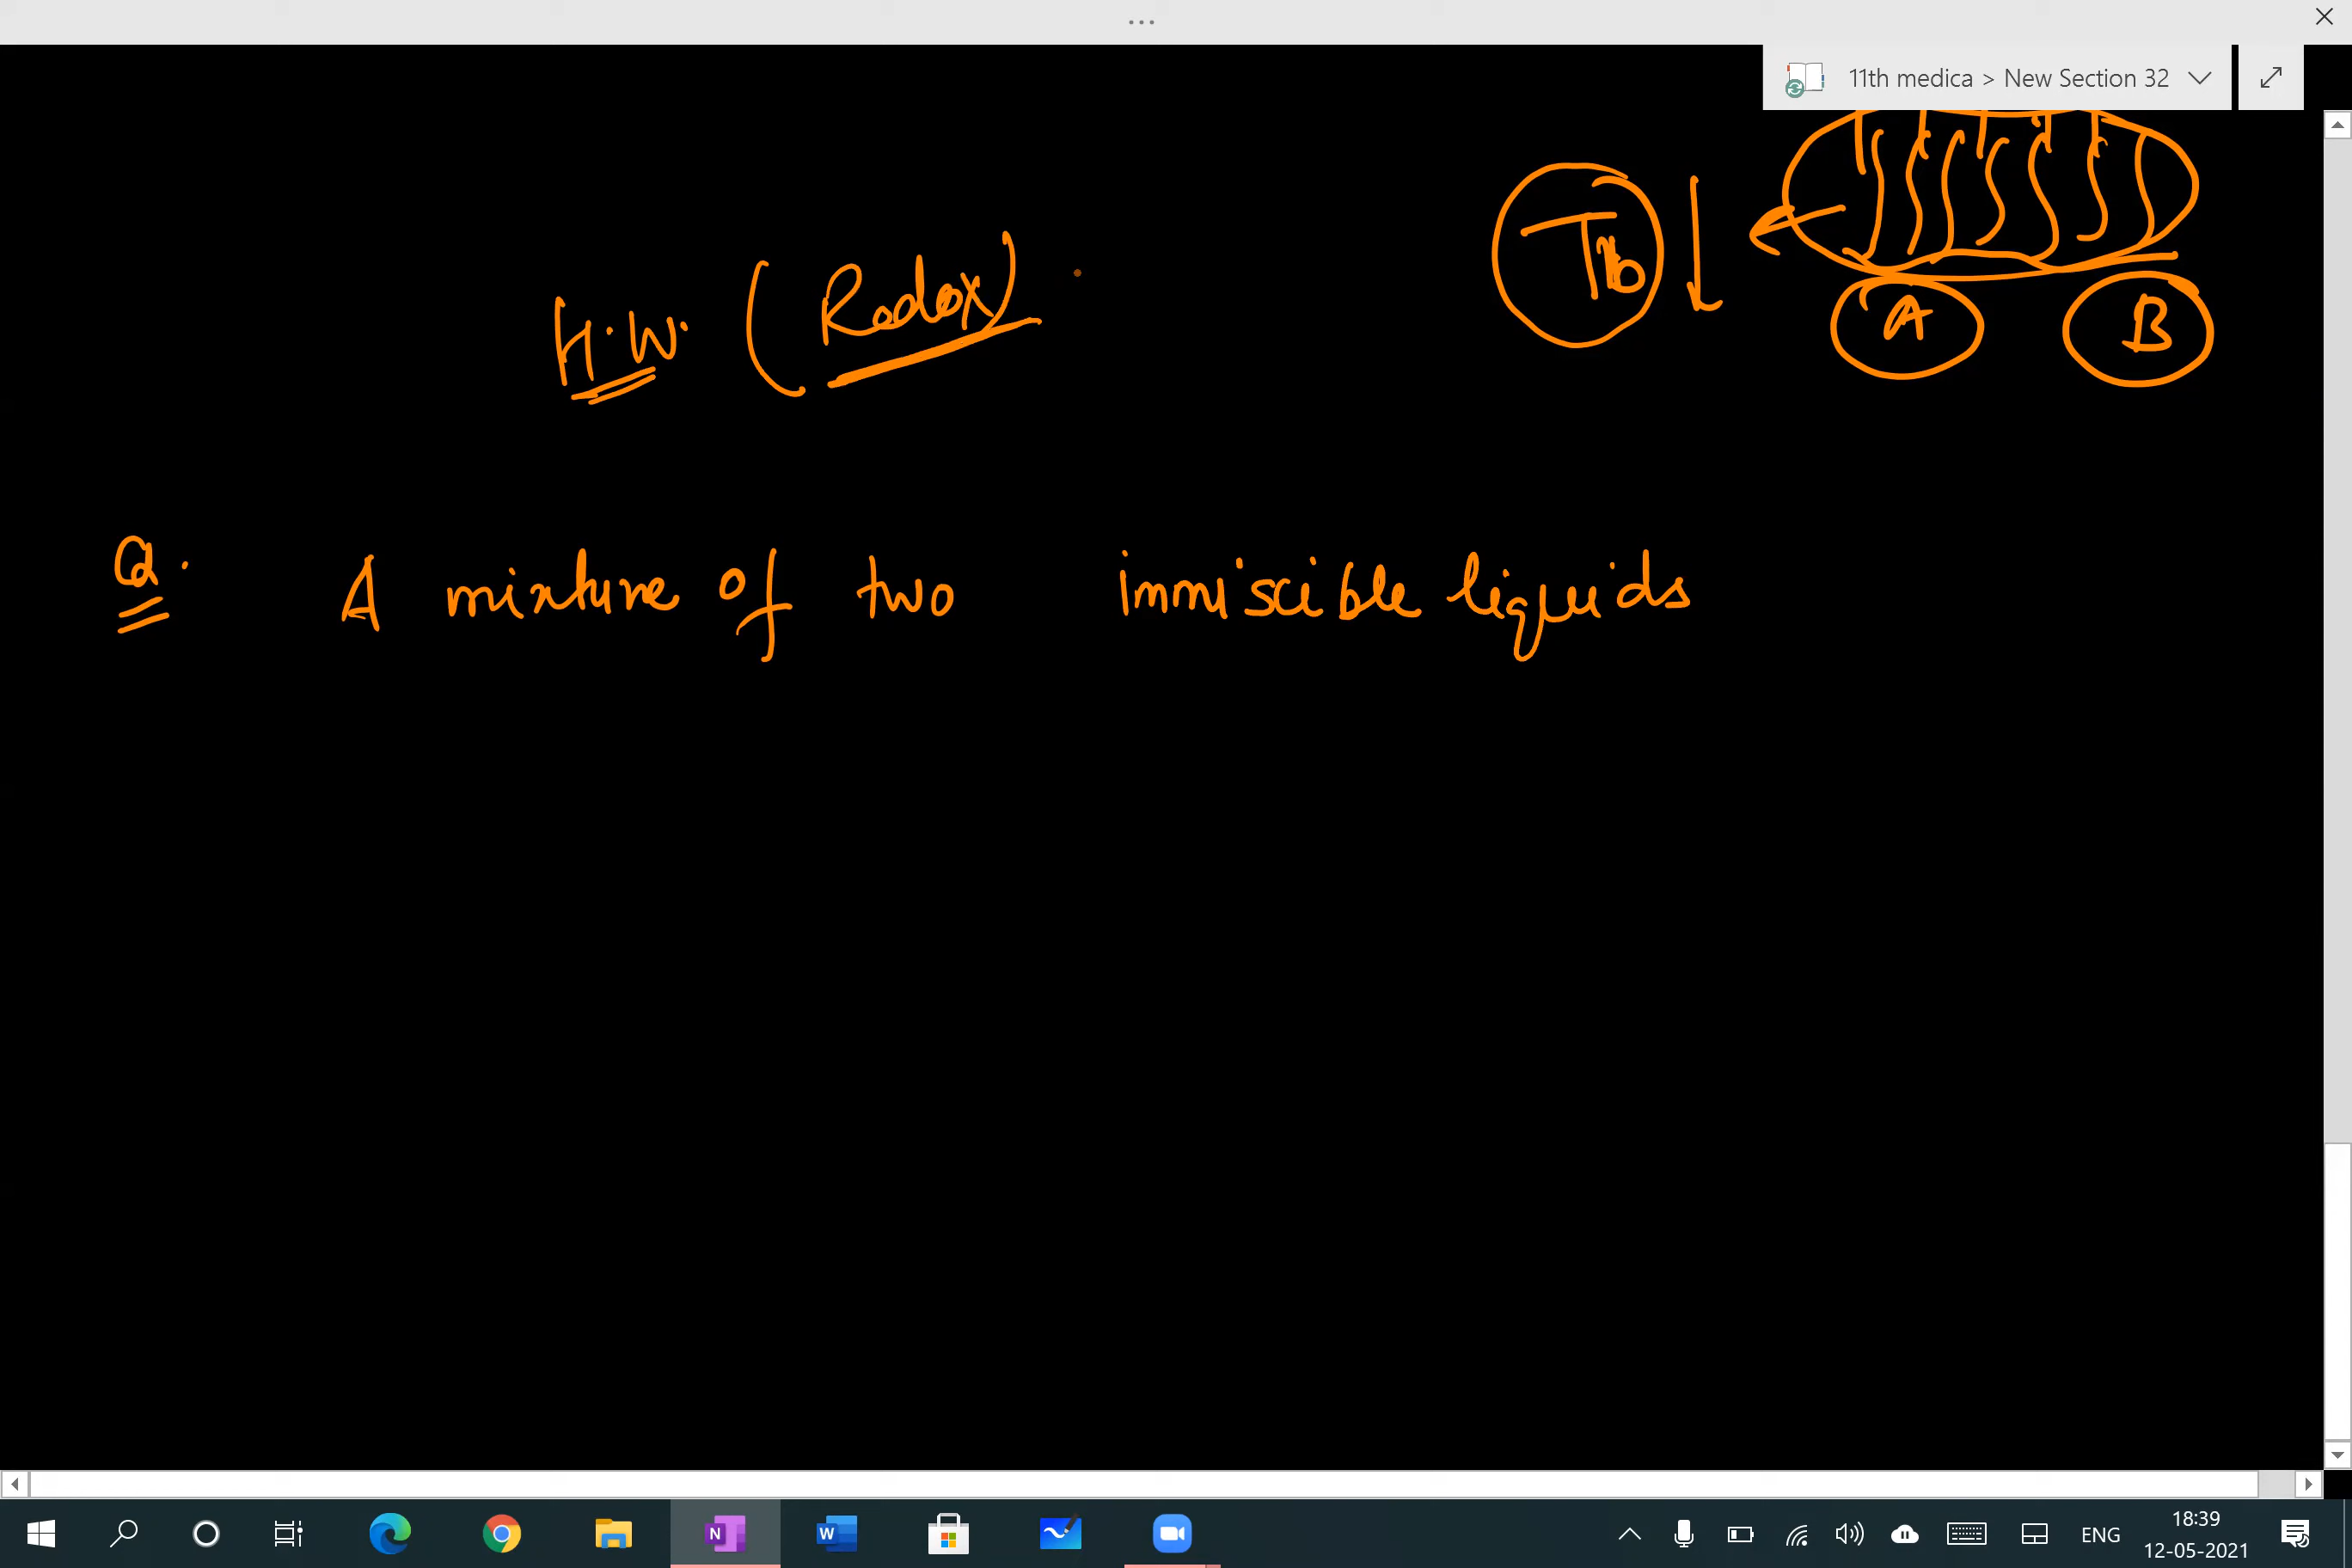 11th medica > New Section 32
H.W. (Redox)
Tb
A
B
Q. A mixture of two immiscible liquids
ENG
18:39
12-05-2021